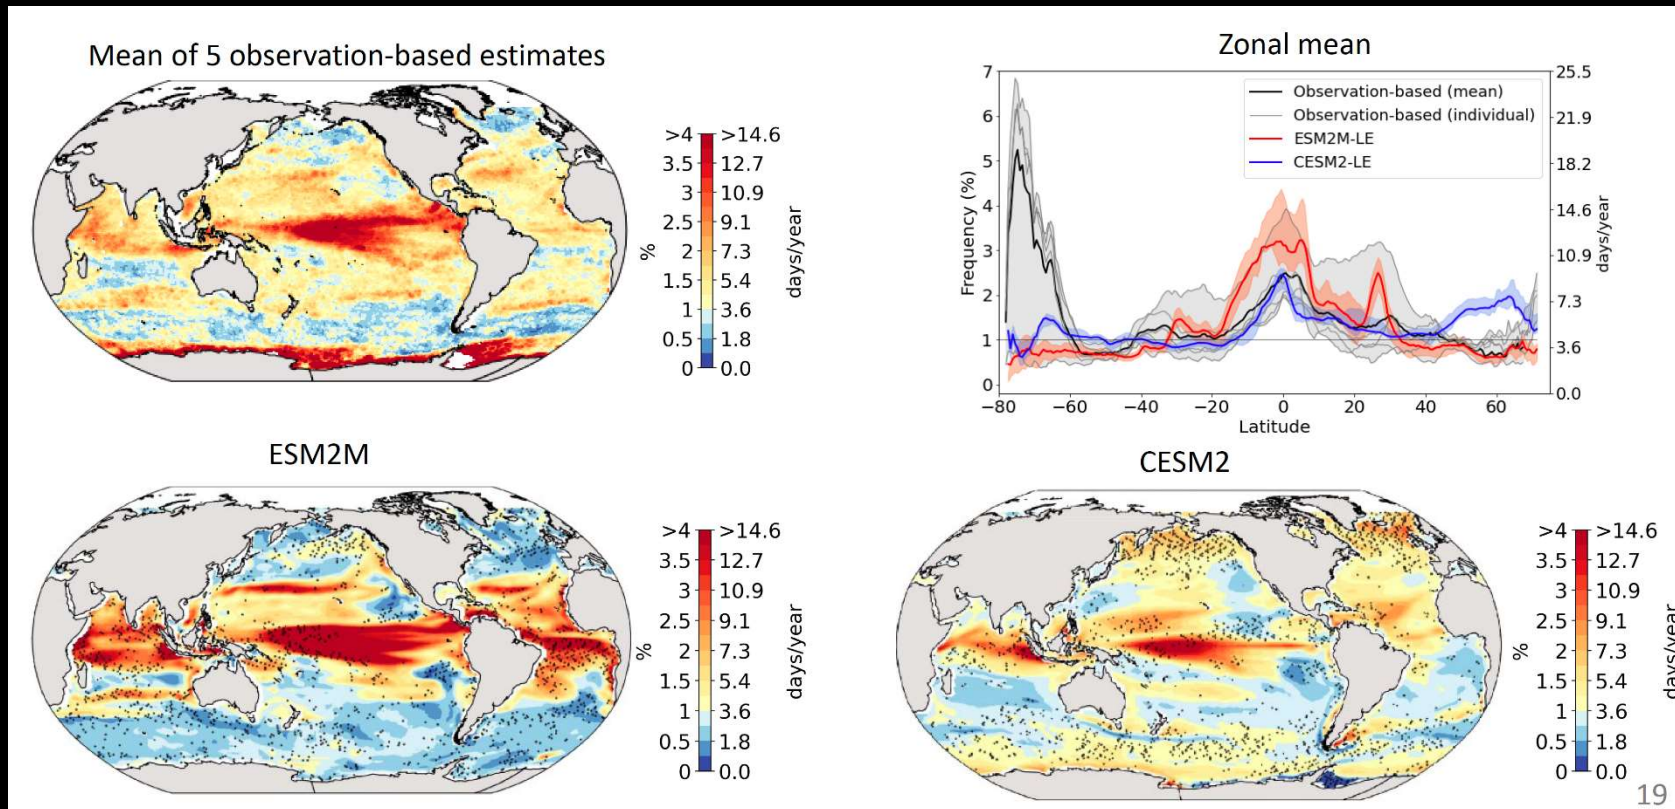 Mean of 5 observation-based estimates
>4 >14.6
3.5 12.7
3 10.9
2.5 9.1
2 7.3
1.5 5.4
1 3.6
0.5 1.8
0 0.0
%
days/year
Zonal mean
7 25.5
6 21.9
5 18.2
4 14.6
3 10.9
2 7.3
1 3.6
0 0.0
Frequency (%)
days/year
Observation-based (mean)
Observation-based (individual)
ESM2M-LE
CESM2-LE
−80 −60 −40 −20 0 20 40 60
Latitude
ESM2M
>4 >14.6
3.5 12.7
3 10.9
2.5 9.1
2 7.3
1.5 5.4
1 3.6
0.5 1.8
0 0.0
%
days/year
CESM2
>4 >14.6
3.5 12.7
3 10.9
2.5 9.1
2 7.3
1.5 5.4
1 3.6
0.5 1.8
0 0.0
%
days/year
19